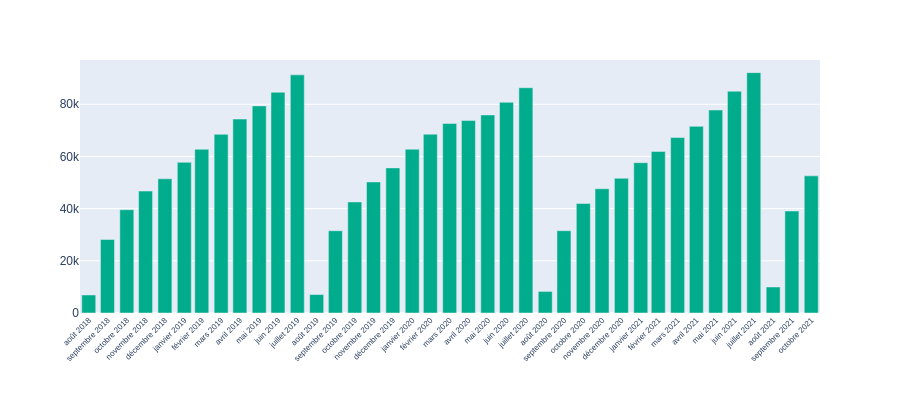 80k
60k
40k
20k
0
août 2018
septembre 2018
octobre 2018
novembre 2018
décembre 2018
janvier 2019
février 2019
mars 2019
avril 2019
mai 2019
juin 2019
juillet 2019
août 2019
septembre 2019
octobre 2019
novembre 2019
décembre 2019
janvier 2020
février 2020
mars 2020
avril 2020
mai 2020
juin 2020
juillet 2020
août 2020
septembre 2020
octobre 2020
novembre 2020
décembre 2020
janvier 2021
février 2021
mars 2021
avril 2021
mai 2021
juin 2021
juillet 2021
août 2021
septembre 2021
octobre 2021